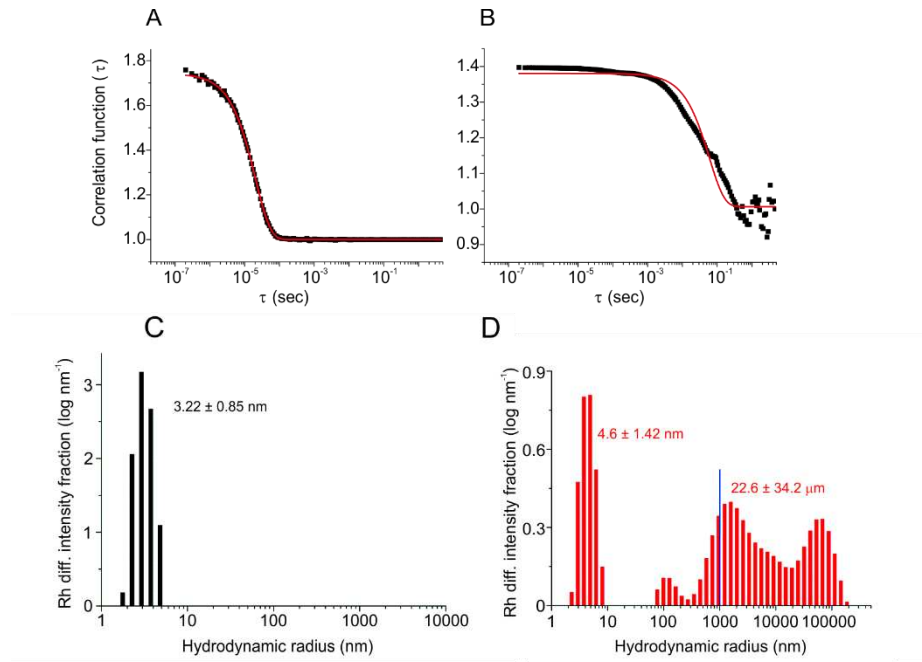 A
B
Correlation function (τ)
1.8
1.6
1.4
1.2
1.0
10⁻⁷ 10⁻⁵ 10⁻³ 10⁻¹
τ (sec)
1.4
1.3
1.2
1.1
1.0
0.9
10⁻⁷ 10⁻⁵ 10⁻³ 10⁻¹
τ (sec)
C
D
Rh diff. intensity fraction (log nm⁻¹)
3
2
1
0
3.22 ± 0.85 nm
1 10 100 1000 10000
Hydrodynamic radius (nm)
Rh diff. intensity fraction (log nm⁻¹)
0.9
0.6
0.3
0.0
4.6 ± 1.42 nm
22.6 ± 34.2 μm
1 10 100 1000 10000 100000
Hydrodynamic radius (nm)